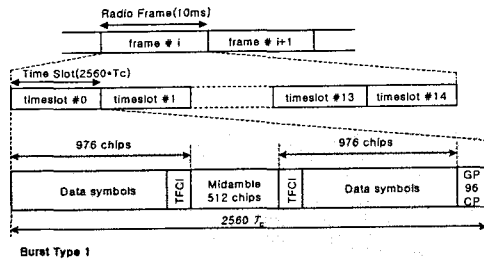 Radio Frame(10ms)
frame # i
frame # i+1
Time Slot(2560*Tc)
timeslot #0
timeslot #1
timeslot #13
timeslot #14
976 chips
976 chips
Data symbols
TFCI
Midamble
512 chips
TFCI
Data symbols
GP
96
CP
2560 Tc
Burst Type 1